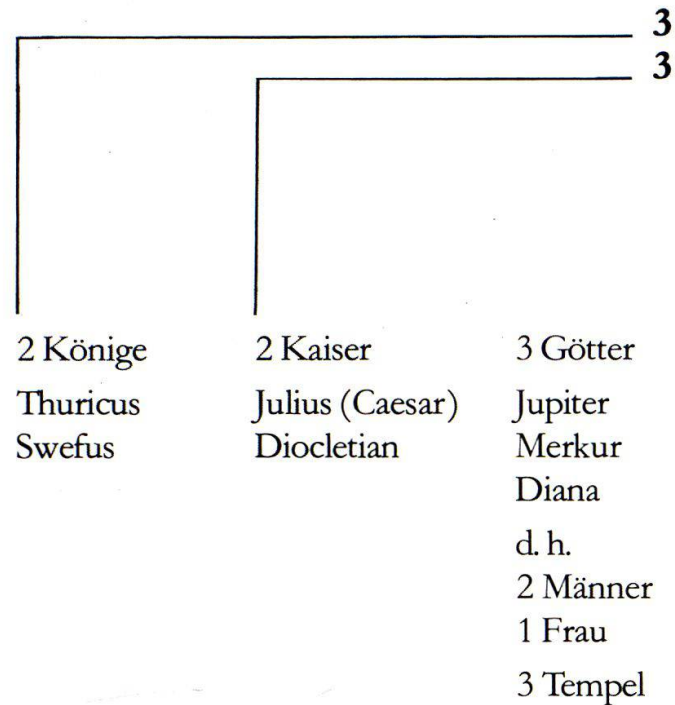 3
3
2 Könige
Thuricus
Swefus
2 Kaiser
Julius (Caesar)
Diocletian
3 Götter
Jupiter
Merkur
Diana
d. h.
2 Männer
1 Frau
3 Tempel